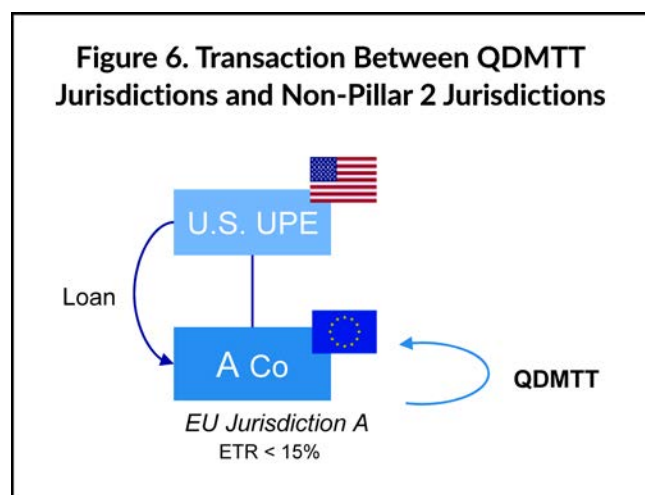 Figure 6. Transaction Between QDMTT
Jurisdictions and Non-Pillar 2 Jurisdictions
U.S. UPE
Loan
A Co
QDMTT
EU Jurisdiction A
ETR < 15%